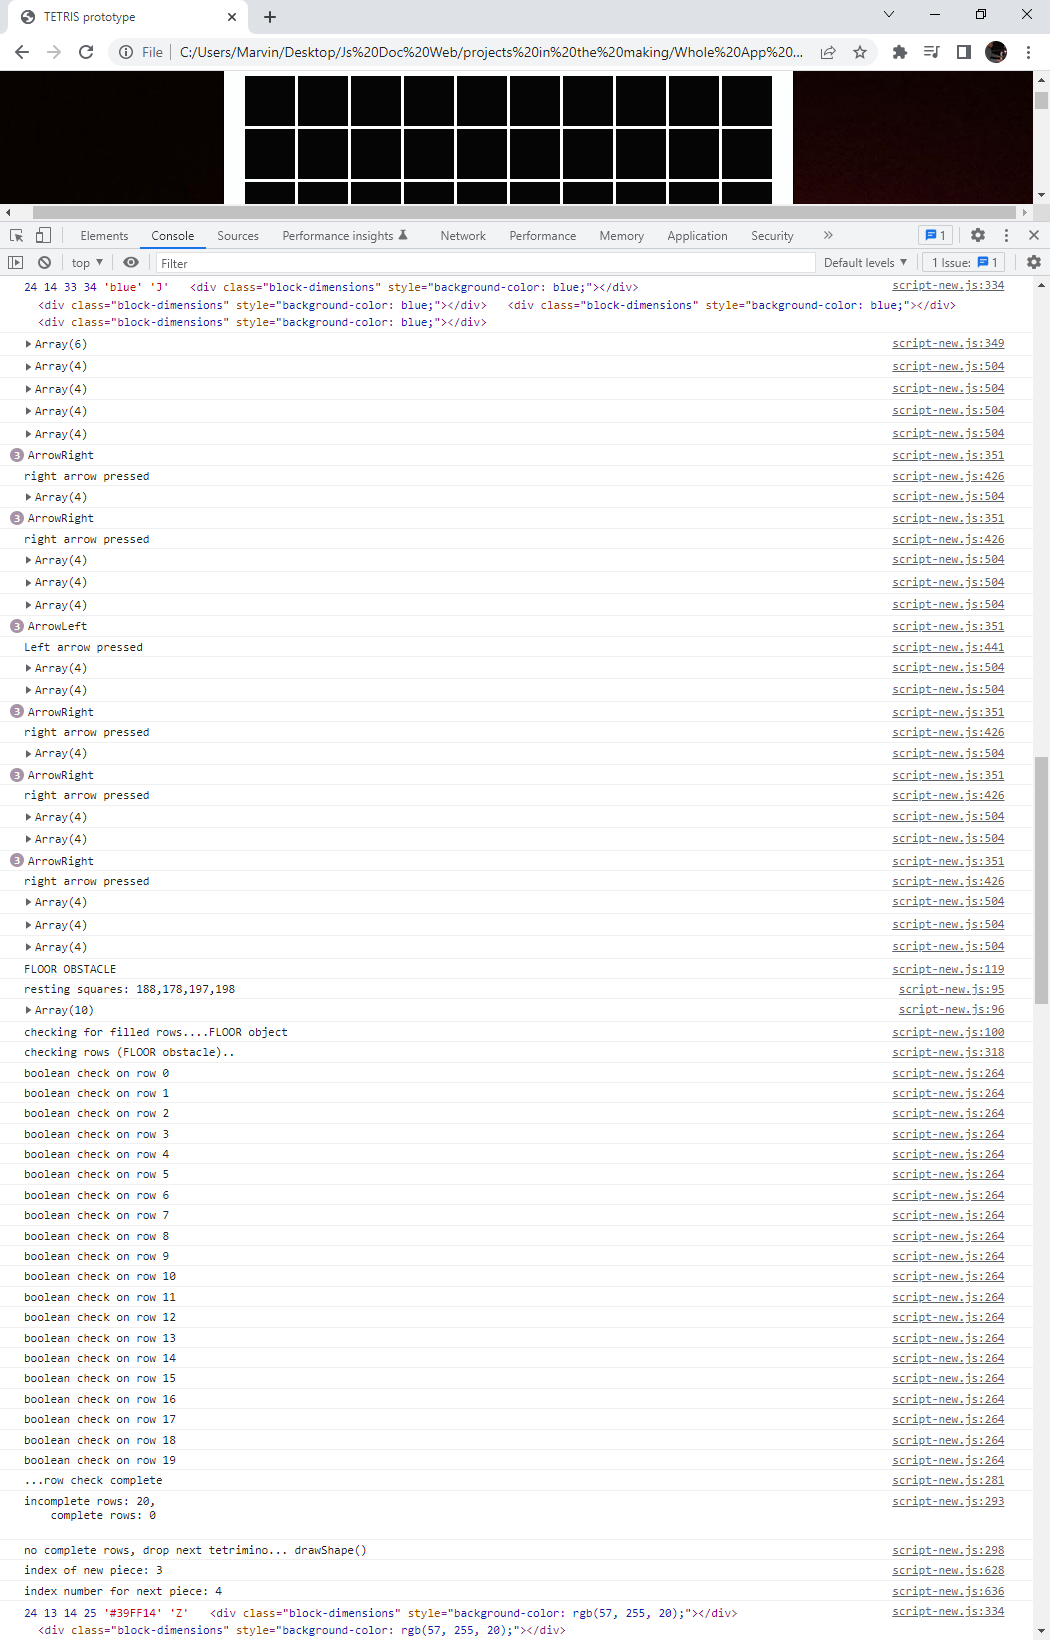 TETRIS prototype
File C:/Users/Marvin/Desktop/Js%20Doc%20Web/projects%20in%20the%20making/Whole%20App%20...
Elements Console Sources Performance insights Network Performance Memory Application Security » 1
top ▼ Filter Default levels ▼ 1 Issue: 1
24 14 33 34 'blue' 'J' <div class="block-dimensions" style="background-color: blue;"></div> script-new.js:334
<div class="block-dimensions" style="background-color: blue;"></div> <div class="block-dimensions" style="background-color: blue;"></div>
<div class="block-dimensions" style="background-color: blue;"></div>
Array(6) script-new.js:349
Array(4) script-new.js:504
Array(4) script-new.js:504
Array(4) script-new.js:504
Array(4) script-new.js:504
3 ArrowRight script-new.js:351
right arrow pressed script-new.js:426
Array(4) script-new.js:504
3 ArrowRight script-new.js:351
right arrow pressed script-new.js:426
Array(4) script-new.js:504
Array(4) script-new.js:504
Array(4) script-new.js:504
3 ArrowLeft script-new.js:351
Left arrow pressed script-new.js:441
Array(4) script-new.js:504
Array(4) script-new.js:504
3 ArrowRight script-new.js:351
right arrow pressed script-new.js:426
Array(4) script-new.js:504
3 ArrowRight script-new.js:351
right arrow pressed script-new.js:426
Array(4) script-new.js:504
Array(4) script-new.js:504
3 ArrowRight script-new.js:351
right arrow pressed script-new.js:426
Array(4) script-new.js:504
Array(4) script-new.js:504
Array(4) script-new.js:504
FLOOR OBSTACLE script-new.js:119
resting squares: 188,178,197,198 script-new.js:95
Array(10) script-new.js:96
checking for filled rows....FLOOR object script-new.js:100
checking rows (FLOOR obstacle).. script-new.js:318
boolean check on row 0 script-new.js:264
boolean check on row 1 script-new.js:264
boolean check on row 2 script-new.js:264
boolean check on row 3 script-new.js:264
boolean check on row 4 script-new.js:264
boolean check on row 5 script-new.js:264
boolean check on row 6 script-new.js:264
boolean check on row 7 script-new.js:264
boolean check on row 8 script-new.js:264
boolean check on row 9 script-new.js:264
boolean check on row 10 script-new.js:264
boolean check on row 11 script-new.js:264
boolean check on row 12 script-new.js:264
boolean check on row 13 script-new.js:264
boolean check on row 14 script-new.js:264
boolean check on row 15 script-new.js:264
boolean check on row 16 script-new.js:264
boolean check on row 17 script-new.js:264
boolean check on row 18 script-new.js:264
boolean check on row 19 script-new.js:264
...row check complete script-new.js:281
incomplete rows: 20, script-new.js:293
complete rows: 0
no complete rows, drop next tetrimino... drawShape() script-new.js:298
index of new piece: 3 script-new.js:628
index number for next piece: 4 script-new.js:636
24 13 14 25 '#39FF14' 'Z' <div class="block-dimensions" style="background-color: rgb(57, 255, 20);"></div> script-new.js:334
<div class="block-dimensions" style="background-color: rgb(57, 255, 20);"></div>